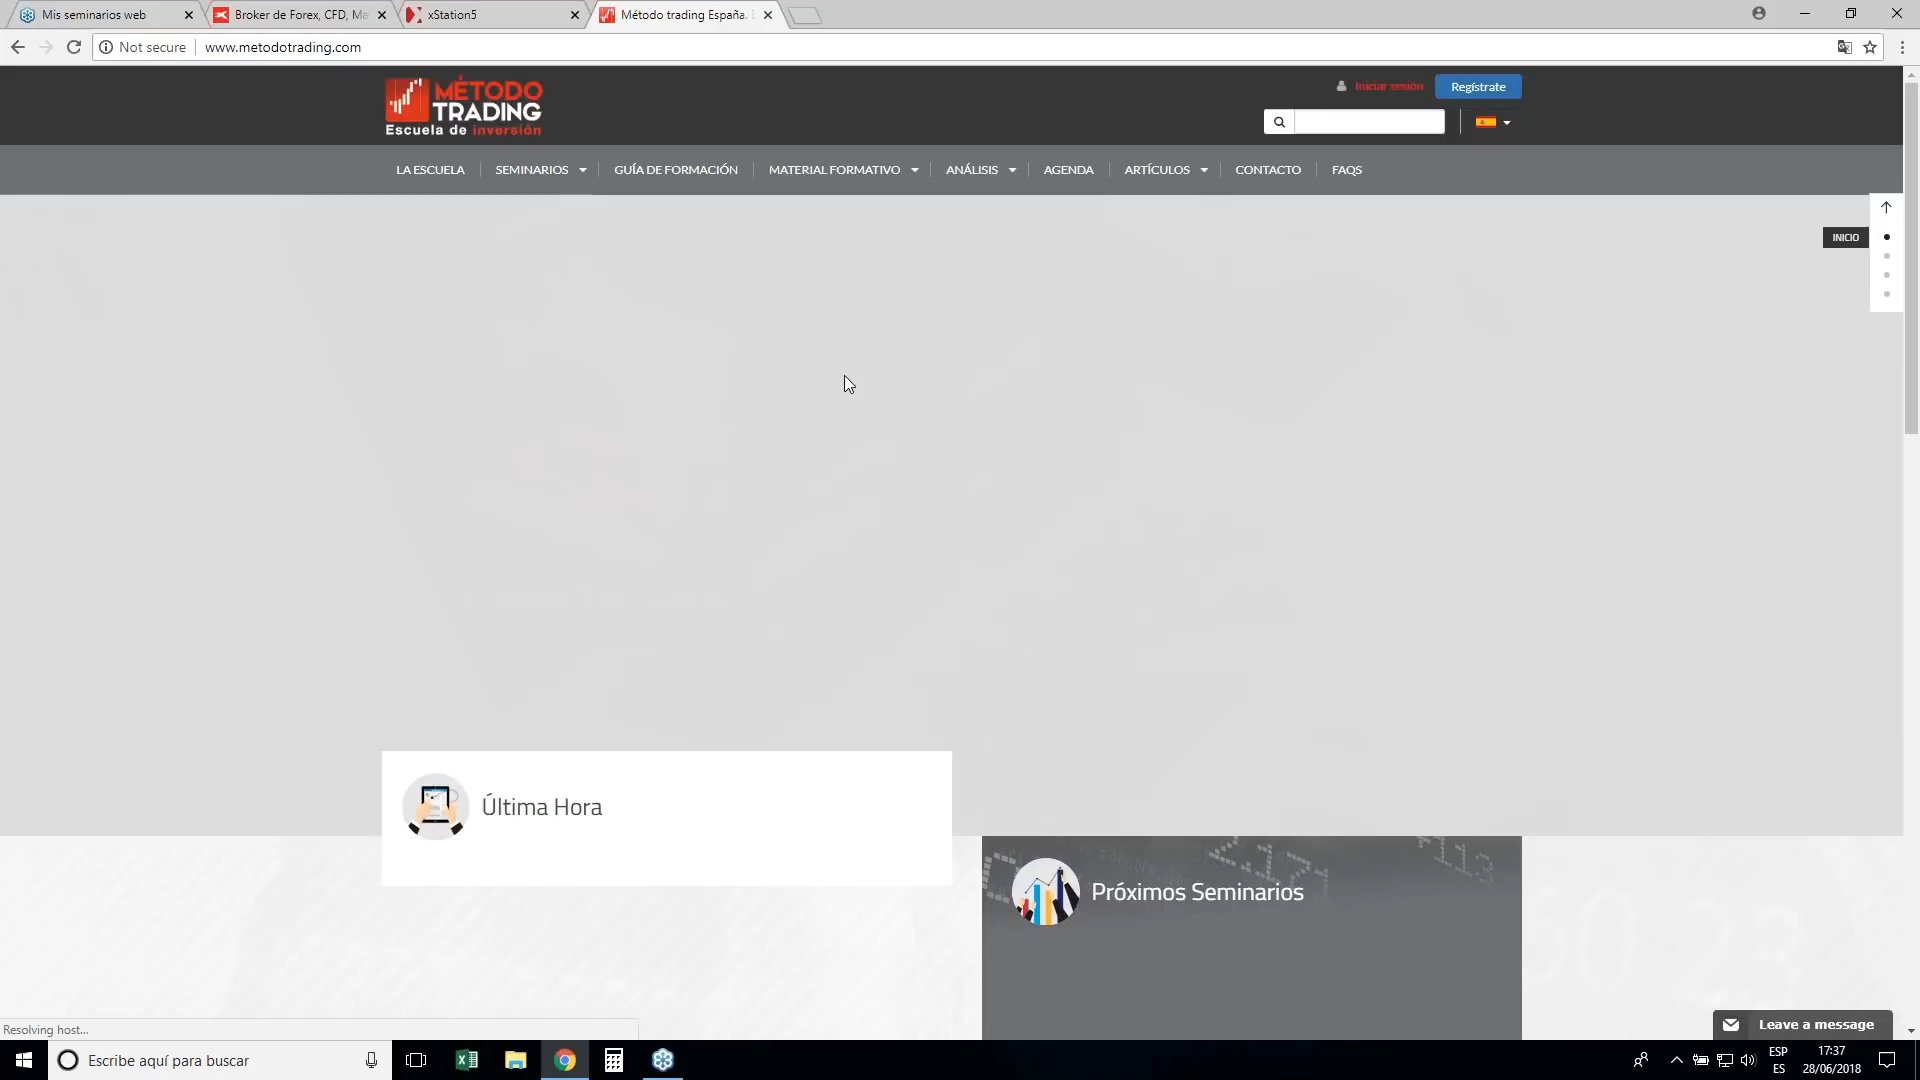 Mis seminarios web
Broker de Forex, CFD, Ma
xStation5
Método trading España.
Not secure
www.metodotrading.com
MÉTODO
TRADING
Escuela de inversión
Iniciar sesión
Regístrate
LA ESCUELA
SEMINARIOS
GUÍA DE FORMACIÓN
MATERIAL FORMATIVO
ANÁLISIS
AGENDA
ARTÍCULOS
CONTACTO
FAQS
INICIO
Última Hora
Próximos Seminarios
Resolving host...
Leave a message
Escribe aquí para buscar
ESP
ES
17:37
28/06/2018